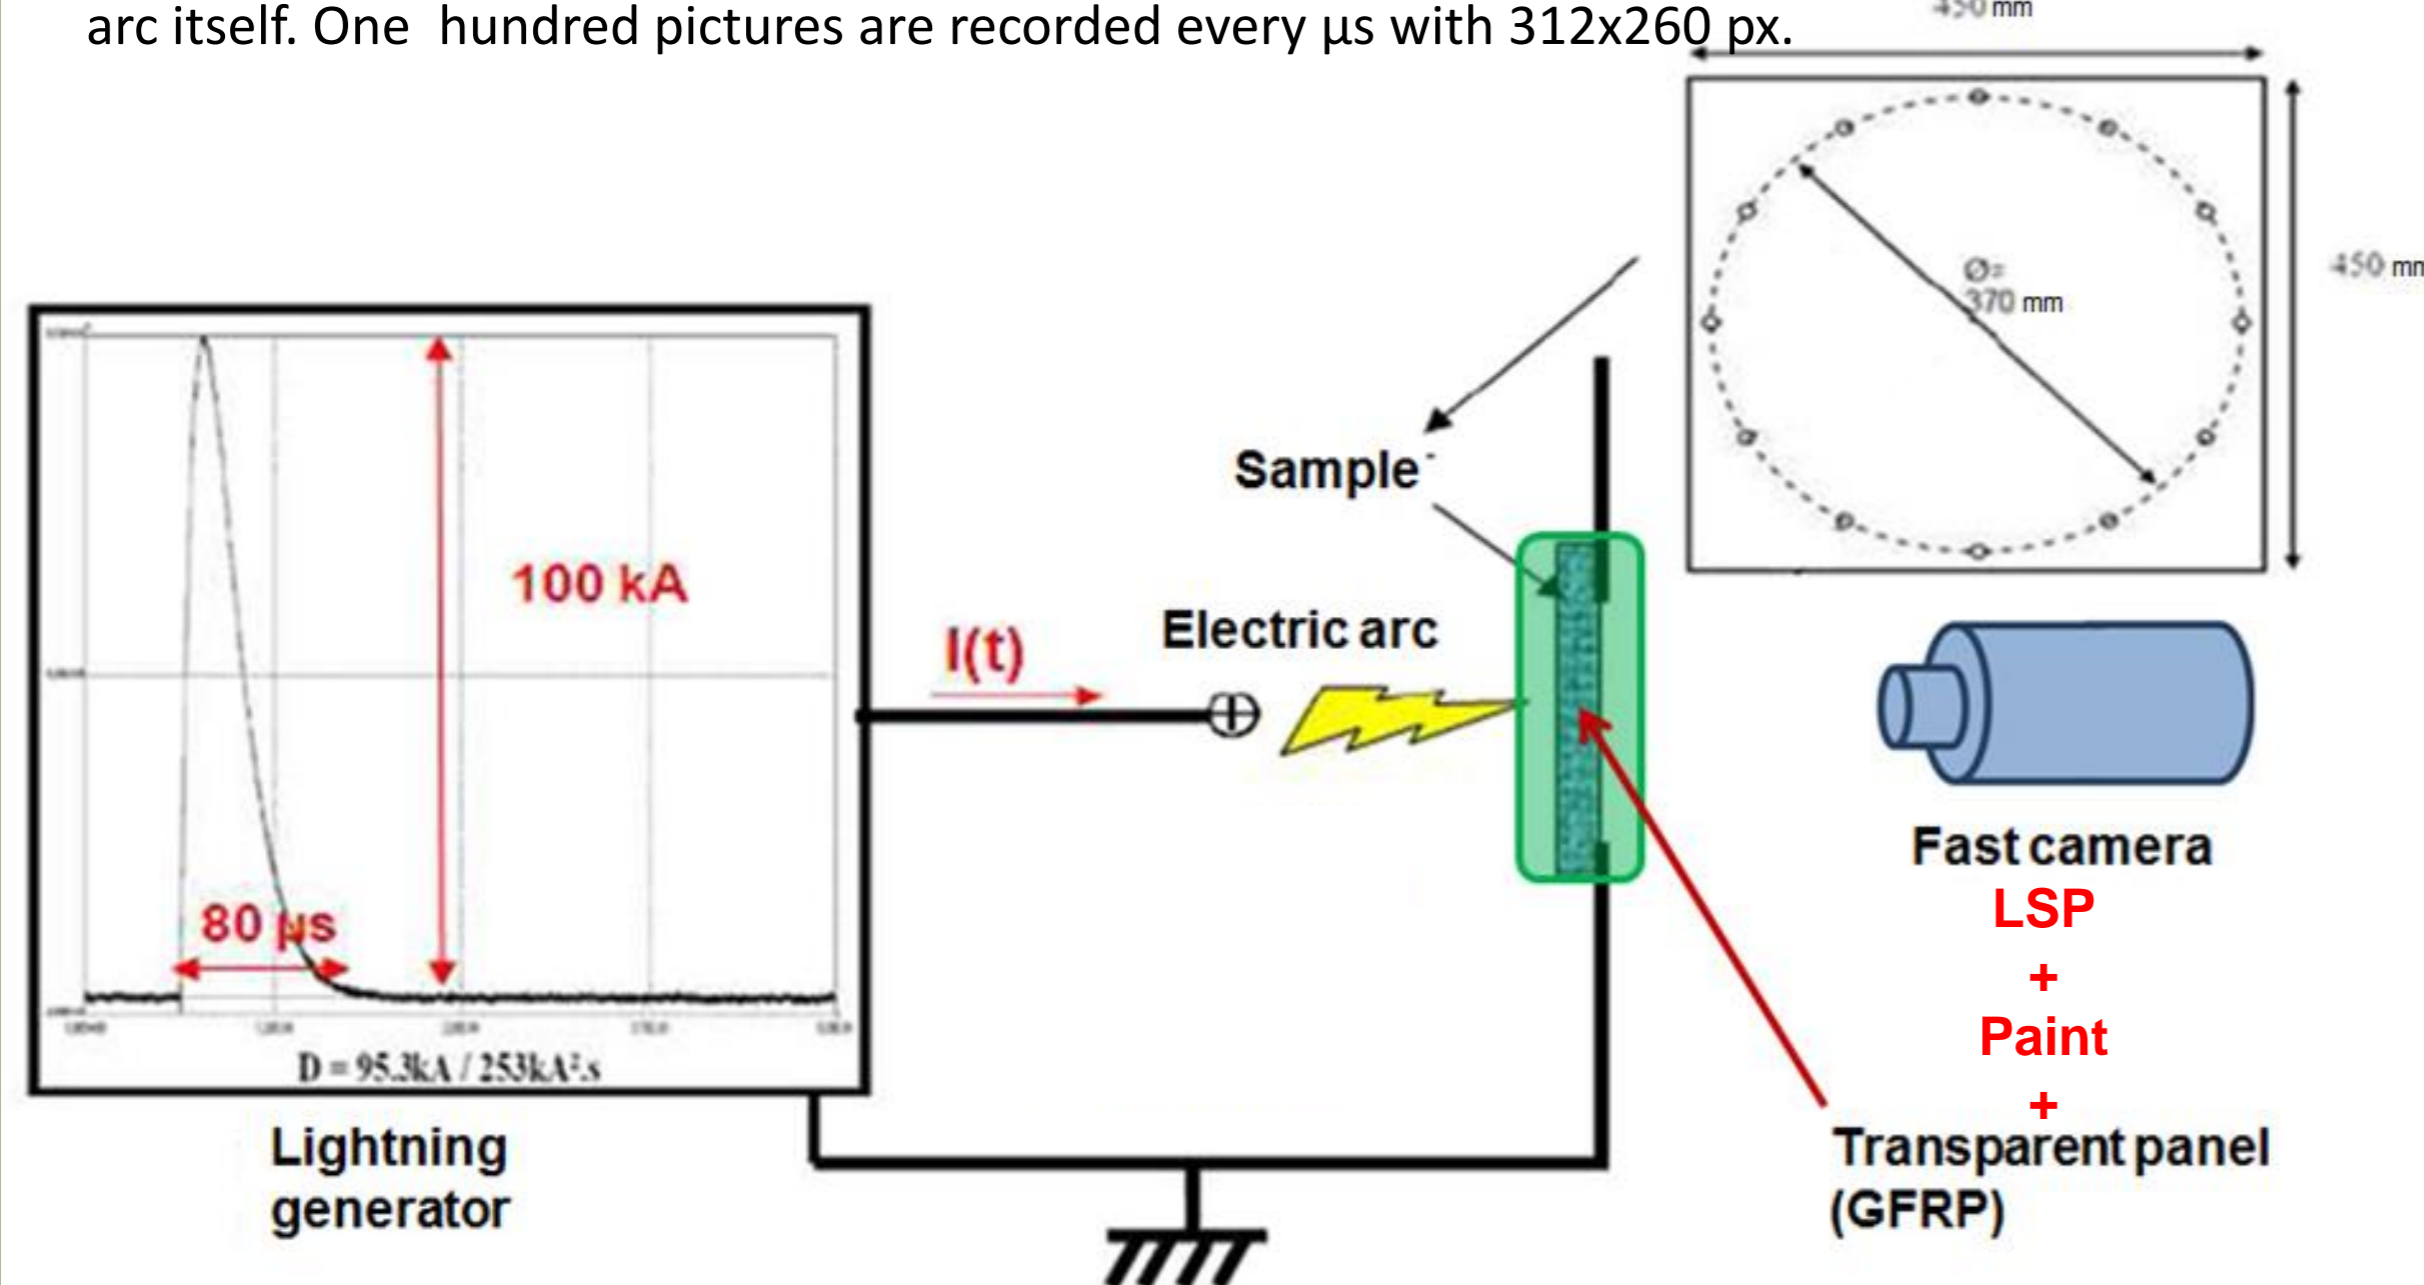 arc itself. One  hundred pictures are recorded every µs with 312x260 px.
450 mm
Ø=
370 mm
450 mm
100 kA
80 µs
D = 95.3kA / 253kA².s
Lightning
generator
I(t)
Electric arc
Sample
Fast camera
LSP
+
Paint
+
Transparent panel
(GFRP)